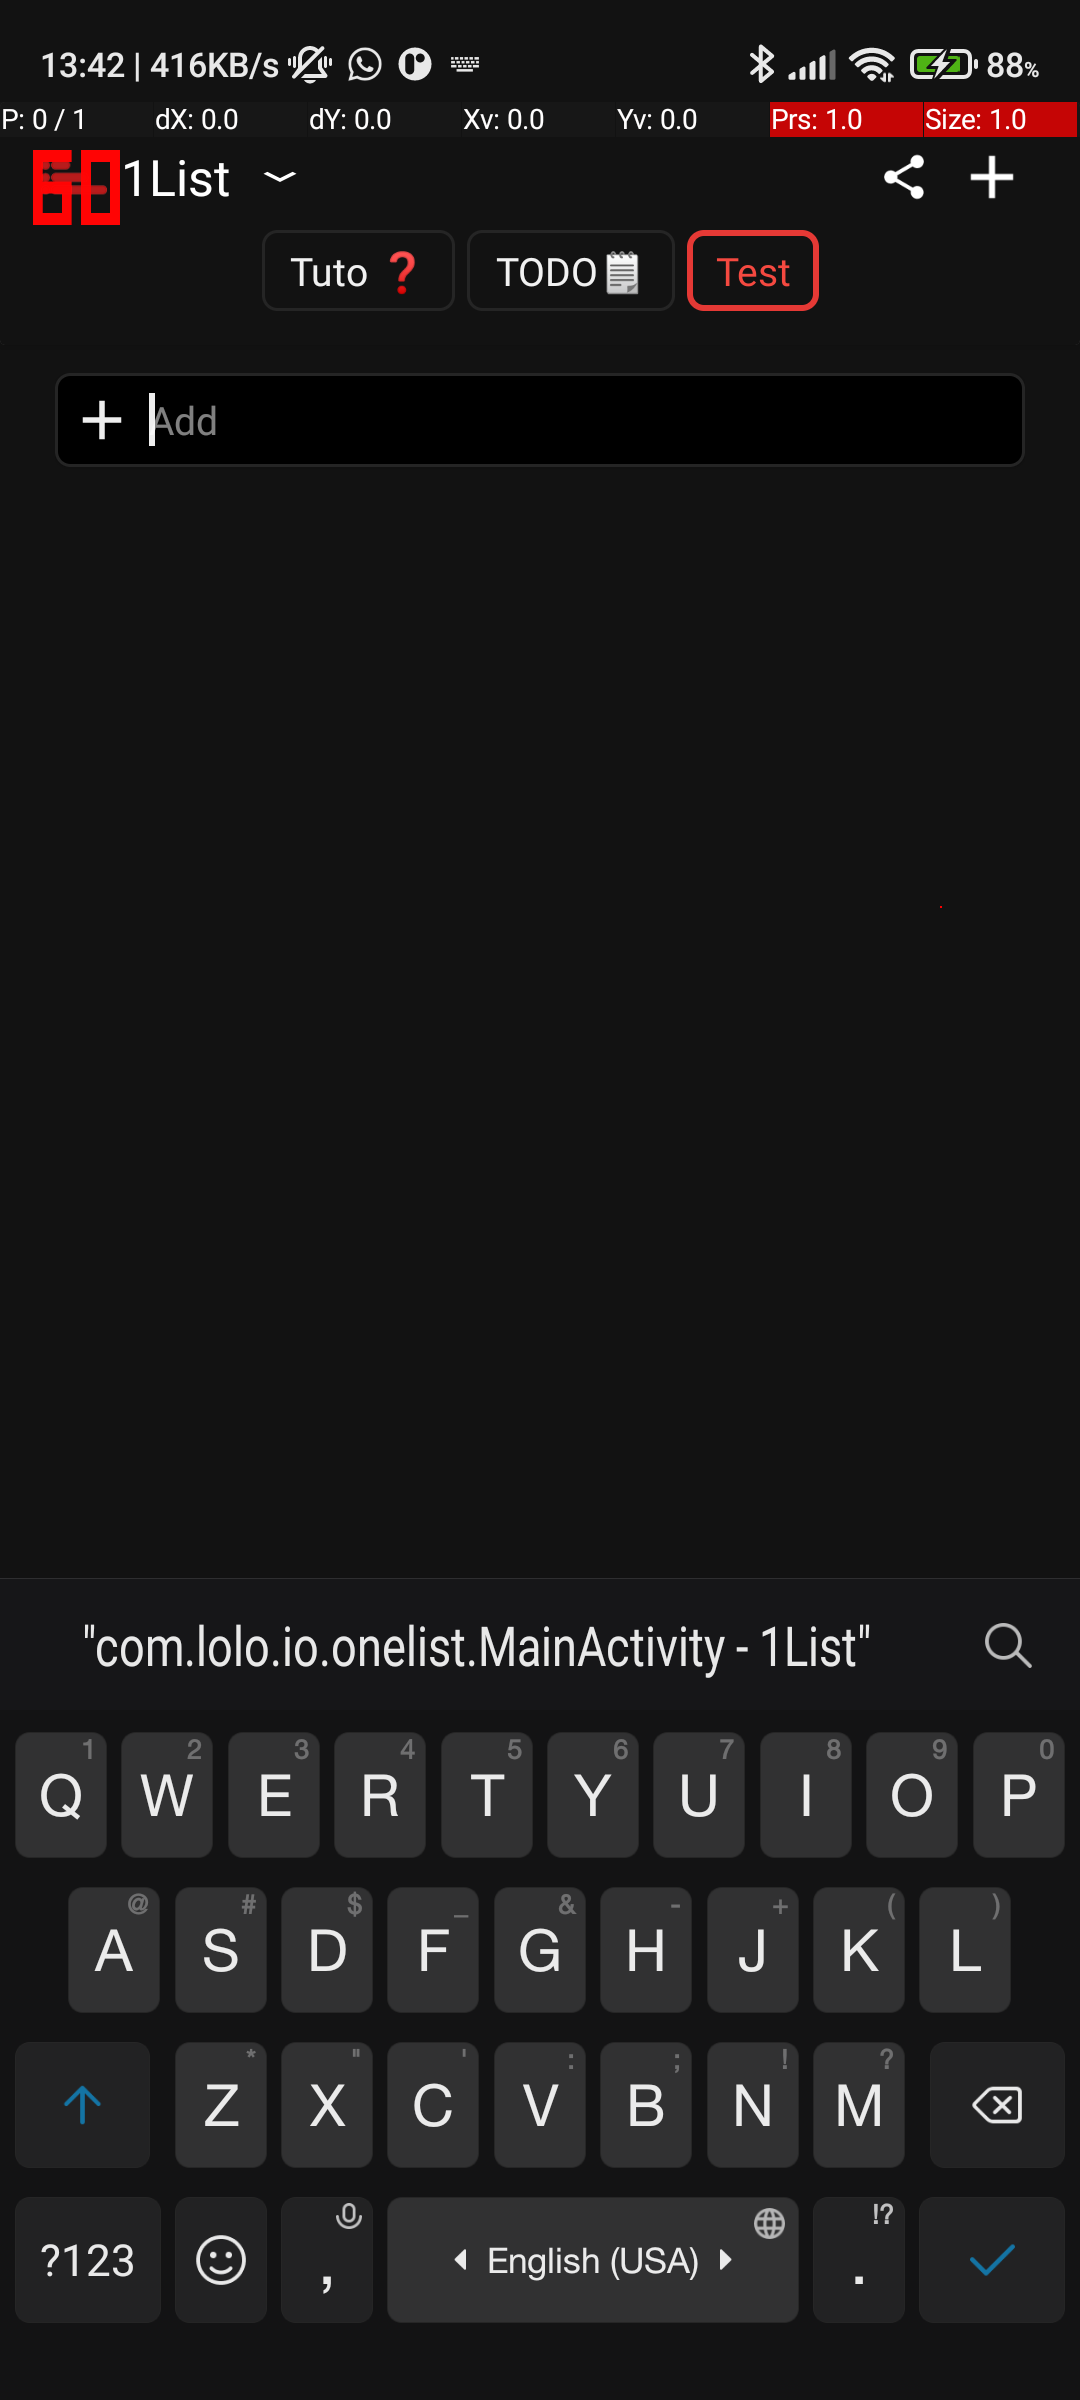 13:42 | 416KB/s 88%
P: 0 / 1 dX: 0.0 dY: 0.0 Xv: 0.0 Yv: 0.0 Prs: 1.0 Size: 1.0
60 1List
Tuto ❓ TODO🗒 Test
Add
"com.lolo.io.onelist.MainActivity - 1List"
1 2 3 4 5 6 7 8 9 0
Q W E R T Y U I O P
@ # $ _ & - + ( )
A S D F G H J K L
* " ' : ; ! ?
Z X C V B N M
!?
?123 , English (USA) .